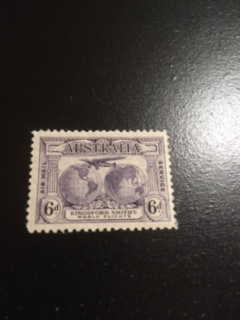 AUSTRALIA
AIR MAIL
SERVICE
6d
6d
KINGSFORD SMITH'S
WORLD FLIGHTS